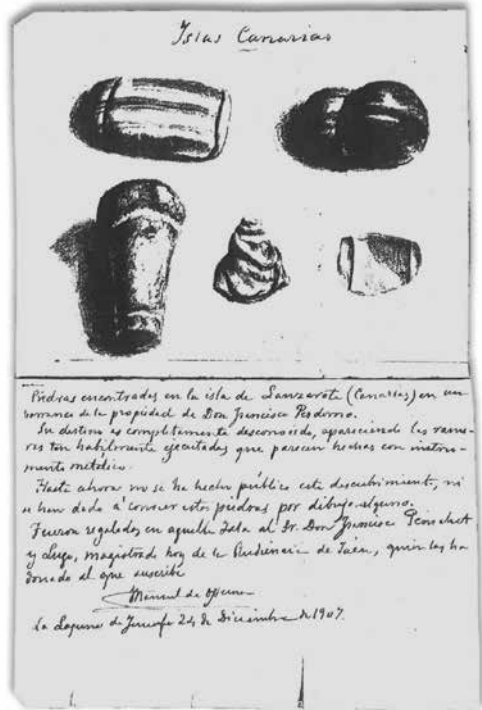 Islas Canarias
Piedras encontradas en la isla de Lanzarote (Canarias) en un
de la propiedad de Don Francisco
Su destino es completamente desconocido, apareciendo las
tan habilmente ejecutadas que parecen hechas con instru-
mento metálico.
Hasta ahora no se ha hecho público este descubrimiento, ni
se han dado á conocer estas piedras por dibujo alguno.
Fueron regaladas en aquella Isla al Sr. Don Francisco
y Lugo, magistrado hoy de la Audiencia de Jaén, quien las ha
donado al que suscribe
Manuel de Ossuna
La Laguna de Tenerife 24 de Diciembre de 1907.